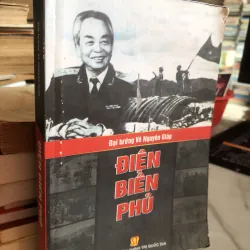 Đại tướng Võ Nguyên Giáp
ĐIỆN
BIÊN
PHỦ